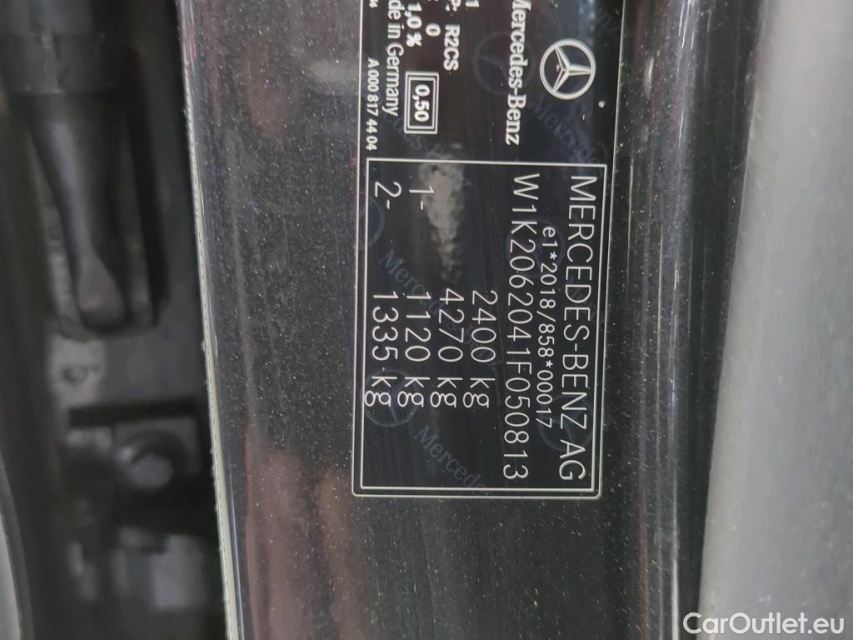 Mercedes-Benz
R2CS
0
1,0 %
de in Germany
0,50
A 000 817 44 04
MERCEDES-BENZ AG
e1*2018/858*00017
W1K2062041F050813
2400 kg
4270 kg
1- 1120 kg
2- 1335 kg
CarOutlet.eu